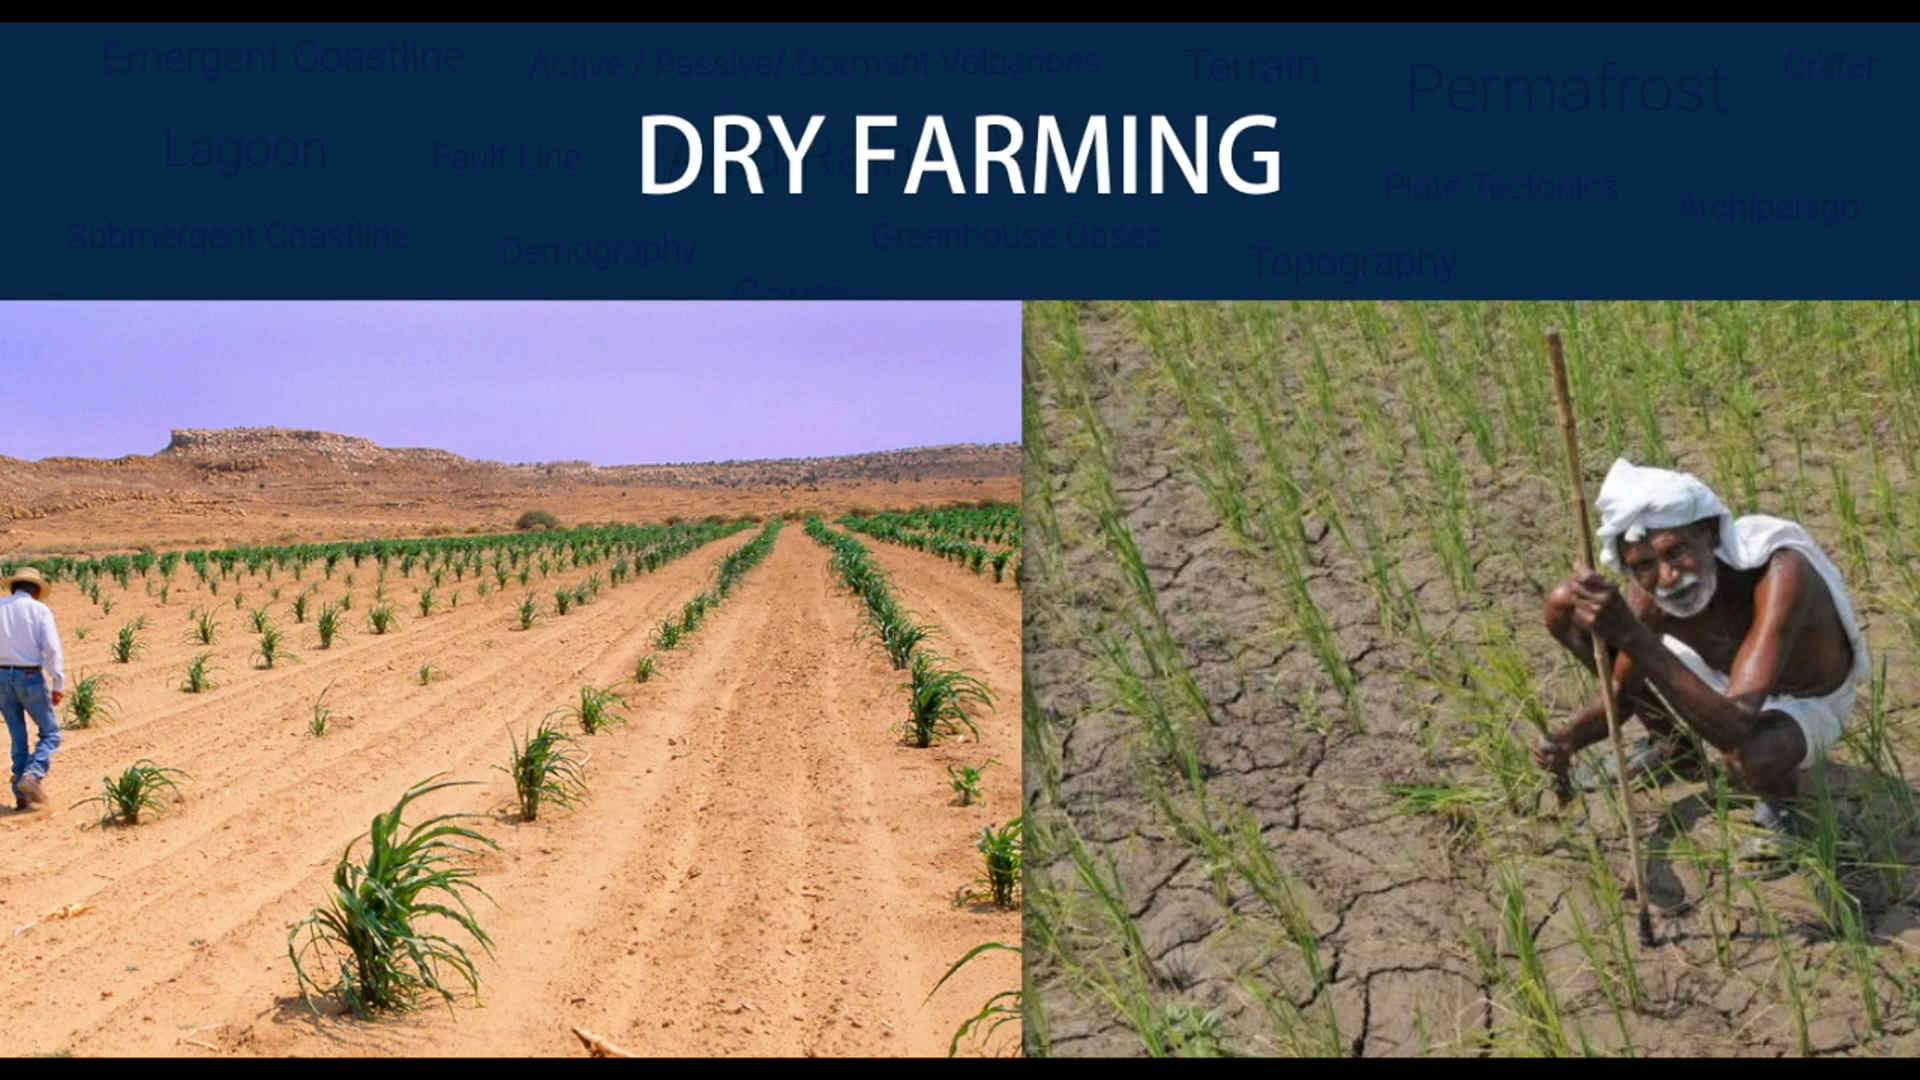 Emergent Coastline
Active / Passive/ Dormant Volcanoes
Terrain
Permafrost
Crater
DRY FARMING
Lagoon
Fault Line
Plate Tectonics
Archipelago
Submergent Coastline
Demography
Greenhouse Gases
Topography